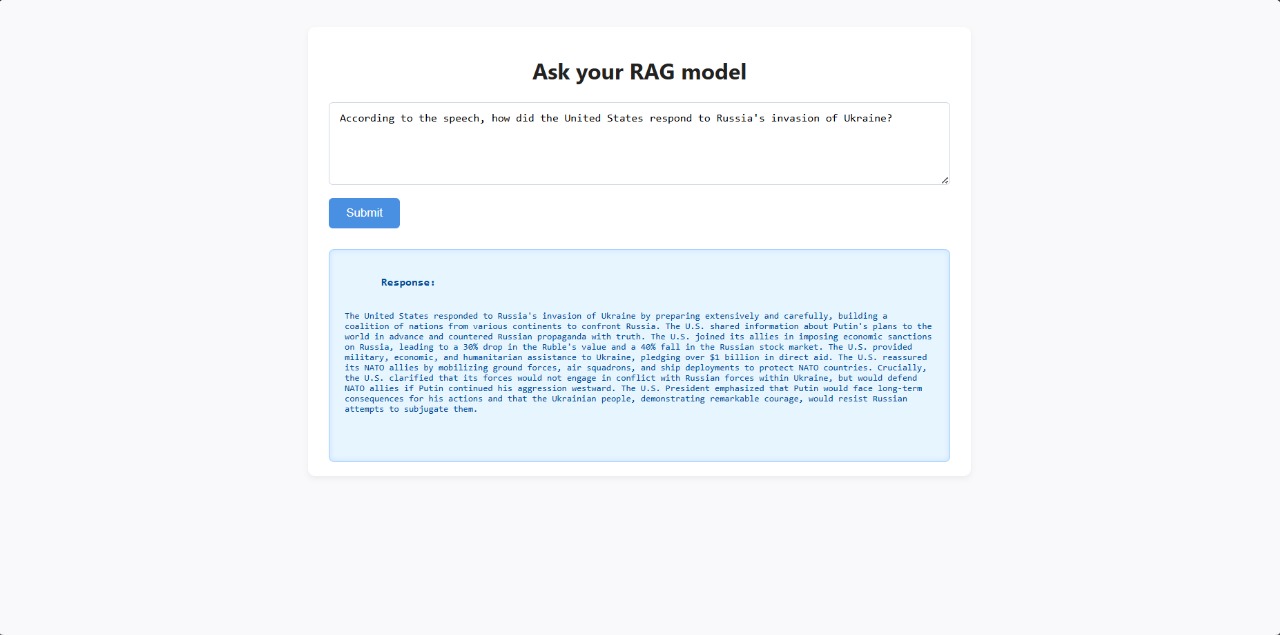 Ask your RAG model
According to the speech, how did the United States respond to Russia's invasion of Ukraine?
Submit
Response:
The United States responded to Russia's invasion of Ukraine by preparing extensively and carefully, building a
coalition of nations from various continents to confront Russia. The U.S. shared information about Putin's plans to the
world in advance and countered Russian propaganda with truth. The U.S. joined its allies in imposing economic sanctions
on Russia, leading to a 30% drop in the Ruble's value and a 40% fall in the Russian stock market. The U.S. provided
military, economic, and humanitarian assistance to Ukraine, pledging over $1 billion in direct aid. The U.S. reassured
its NATO allies by mobilizing ground forces, air squadrons, and ship deployments to protect NATO countries. Crucially,
the U.S. clarified that its forces would not engage in conflict with Russian forces within Ukraine, but would defend
NATO allies if Putin continued his aggression westward. The U.S. President emphasized that Putin would face long-term
consequences for his actions and that the Ukrainian people, demonstrating remarkable courage, would resist Russian
attempts to subjugate them.